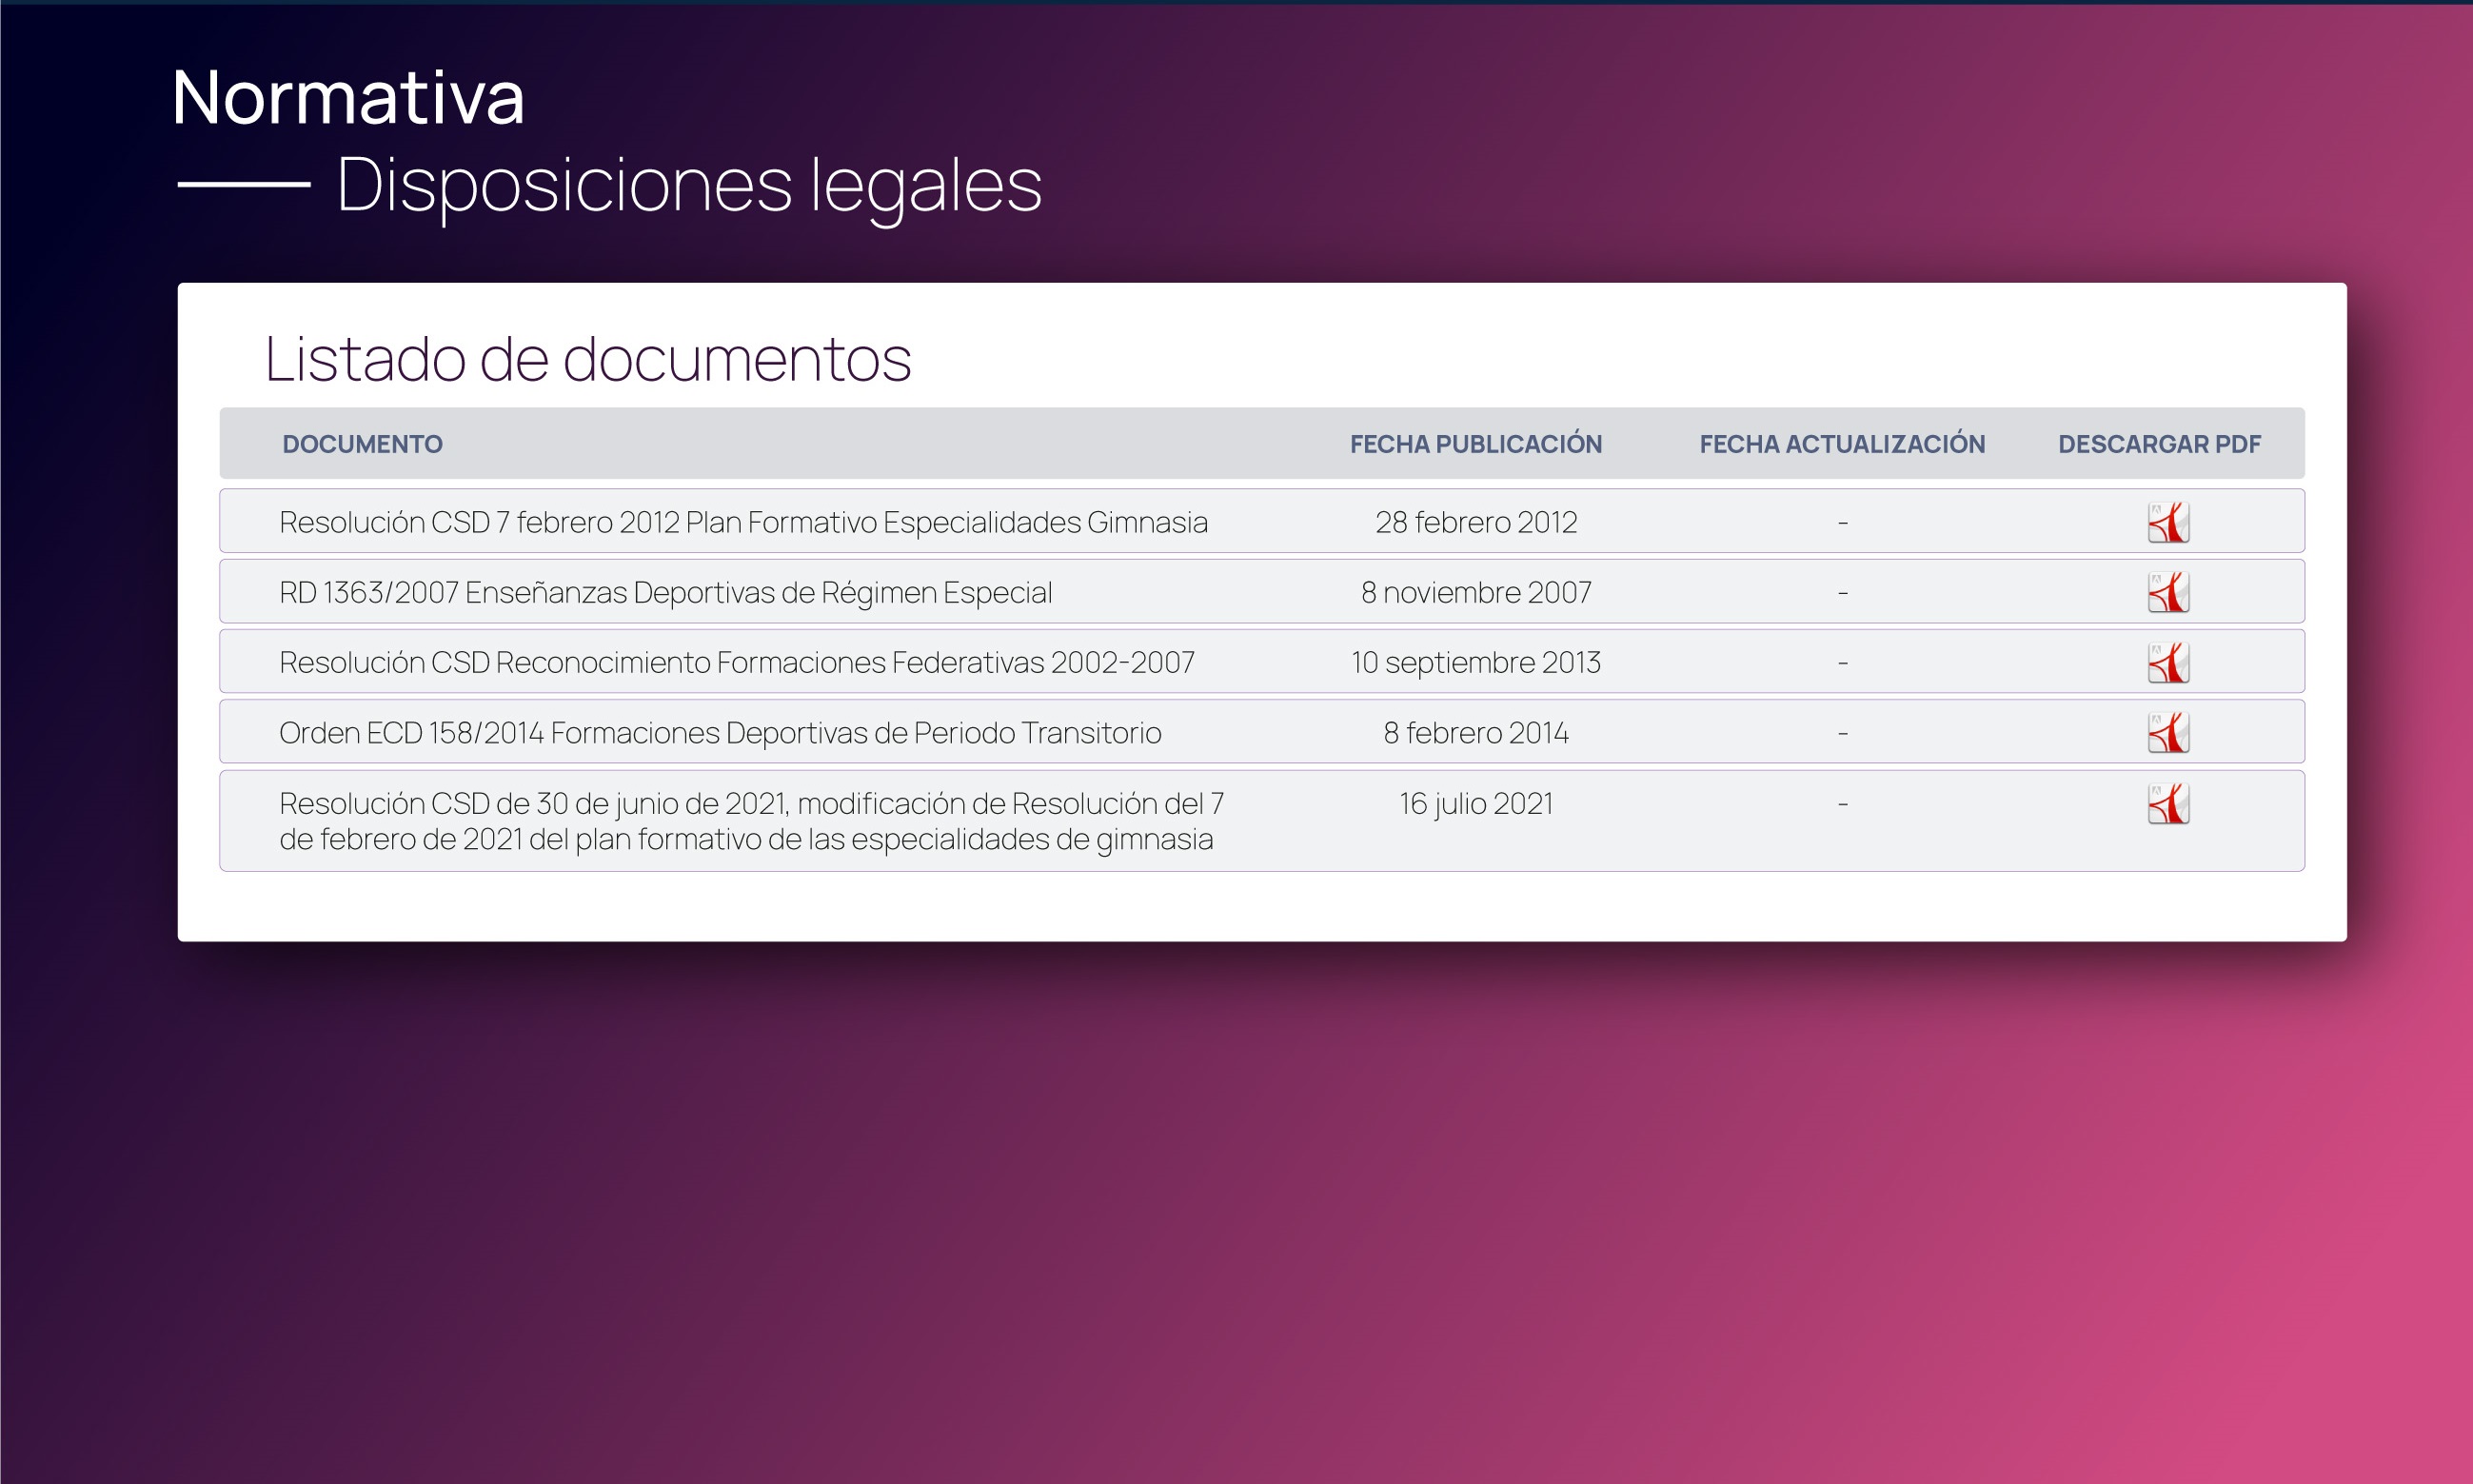 Normativa
Disposiciones legales
Listado de documentos
DOCUMENTO FECHA PUBLICACIÓN FECHA ACTUALIZACIÓN DESCARGAR PDF
Resolución CSD 7 febrero 2012 Plan Formativo Especialidades Gimnasia 28 febrero 2012 -
RD 1363/2007 Enseñanzas Deportivas de Régimen Especial 8 noviembre 2007 -
Resolución CSD Reconocimiento Formaciones Federativas 2002-2007 10 septiembre 2013 -
Orden ECD 158/2014 Formaciones Deportivas de Periodo Transitorio 8 febrero 2014 -
Resolución CSD de 30 de junio de 2021, modificación de Resolución del 7 16 julio 2021 -
de febrero de 2021 del plan formativo de las especialidades de gimnasia